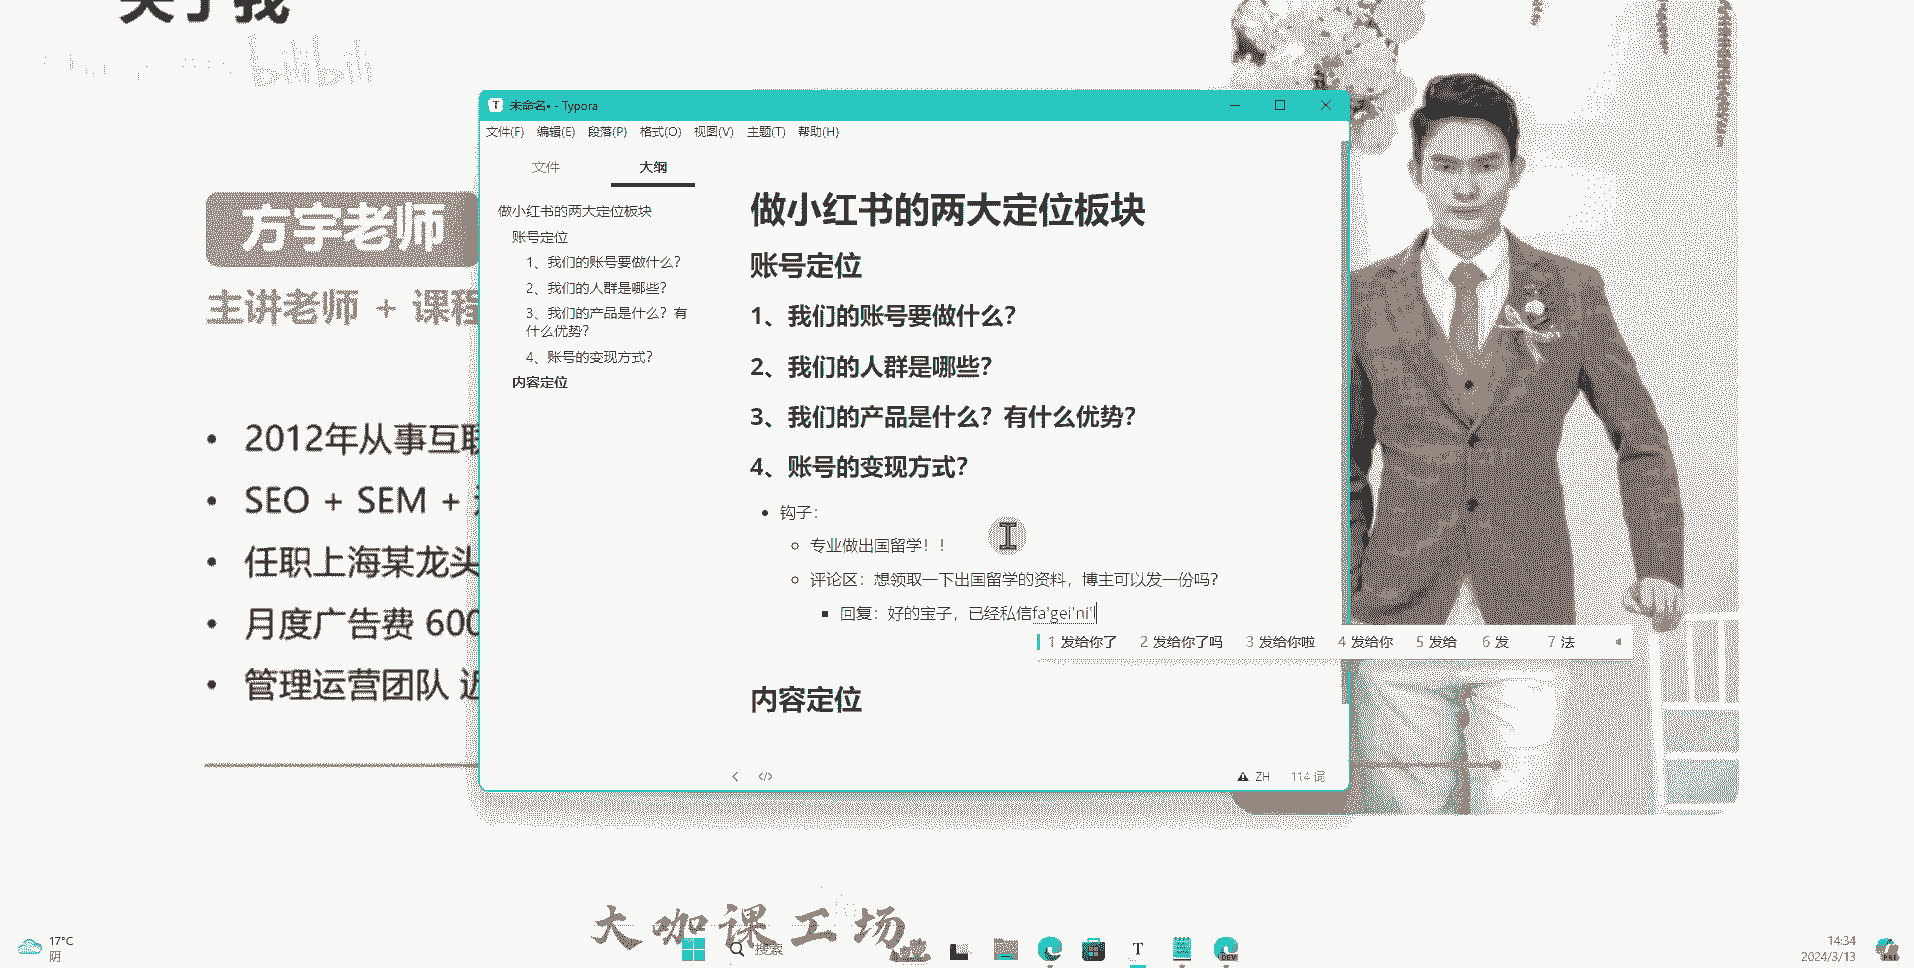 关于我
bilibili
未命名• - Typora
文件(F) 编辑(E) 段落(P) 格式(O) 视图(V) 主题(T) 帮助(H)
文件 大纲
做小红书的两大定位板块
账号定位
1、我们的账号要做什么？
2、我们的人群是哪些？
3、我们的产品是什么？有
什么优势？
4、账号的变现方式？
内容定位
做小红书的两大定位板块
账号定位
1、我们的账号要做什么？
2、我们的人群是哪些？
3、我们的产品是什么？有什么优势？
4、账号的变现方式？
钩子：
专业做出国留学！！
评论区：想领取一下出国留学的资料，博主可以发一份吗？
回复：好的宝子，已经私信fa'gei'ni'l
1 发给你了 2 发给你了吗 3 发给你啦 4 发给你 5 发给 6 发 7 法
内容定位
ZH 114 词
方宇老师
主讲老师 + 课程
2012年从事互联
SEO + SEM +
任职上海某龙头
月度广告费 600
管理运营团队 近
大咖课工场
17°C
阴
搜索
14:34
2024/3/13